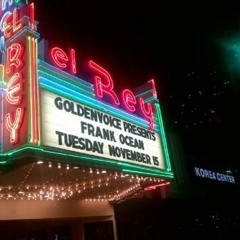 EL REY
el Rey
GOLDENVOICE PRESENTS
FRANK OCEAN
TUESDAY NOVEMBER 15
KOREA CENTER